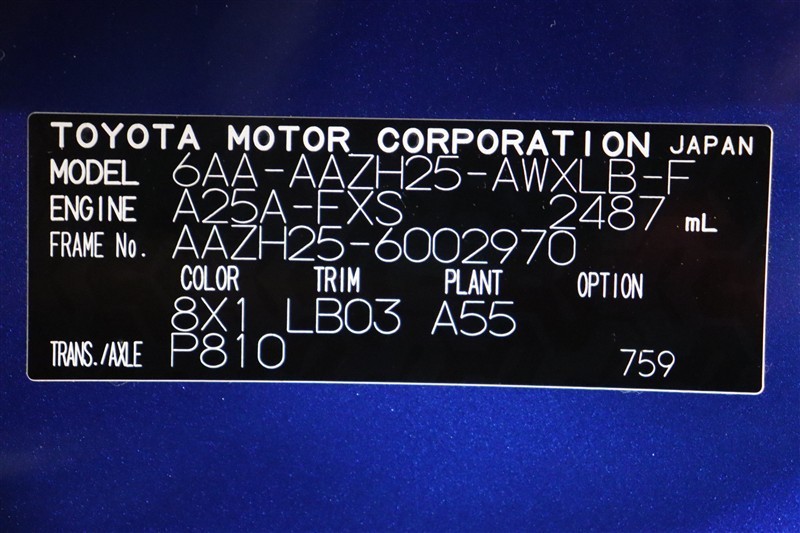 TOYOTA MOTOR CORPORATION JAPAN
MODEL 6AA-AAZH25-AWXLB-F
ENGINE A25A-FXS 2487 mL
FRAME No. AAZH25-6002970
COLOR TRIM PLANT OPTION
8X1 LB03 A55
TRANS./AXLE P810 759